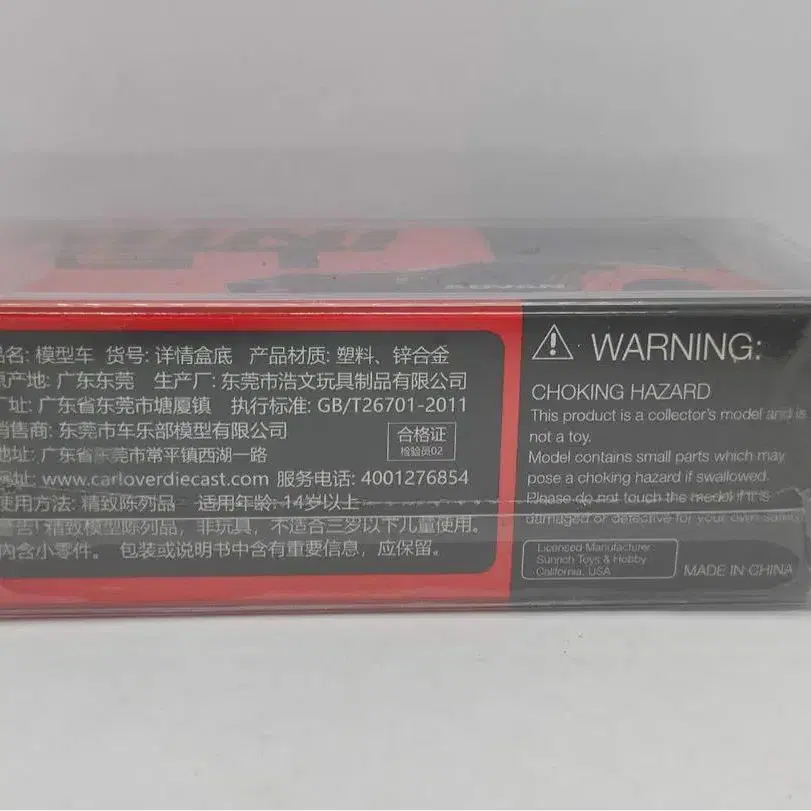 ADVAN
品名: 模型车 货号: 详情盒底 产品材质: 塑料、锌合金
原产地: 广东东莞 生产厂: 东莞市浩文玩具制品有限公司
厂址: 广东省东莞市塘厦镇 执行标准: GB/T26701-2011
销售商: 东莞市车乐部模型有限公司
地址: 广东省东莞市常平镇西湖一路
网址: www.carloverdiecast.com 服务电话: 4001276854
使用方法: 精致陈列品 适用年龄: 14岁以上
警告: 精致模型陈列品, 非玩具, 不适合三岁以下儿童使用。
内含小零件。 包装或说明书中含有重要信息, 应保留。
合格证
检验员02
WARNING:
CHOKING HAZARD
This product is a collector's model and is
not a toy.
Model contains small parts which may
pose a choking hazard if swallowed.
Please do not touch the model if it is
damaged or defective for your own safety
Licensed Manufacturer
Sunrich Toys & Hobby
California, USA
MADE IN CHINA